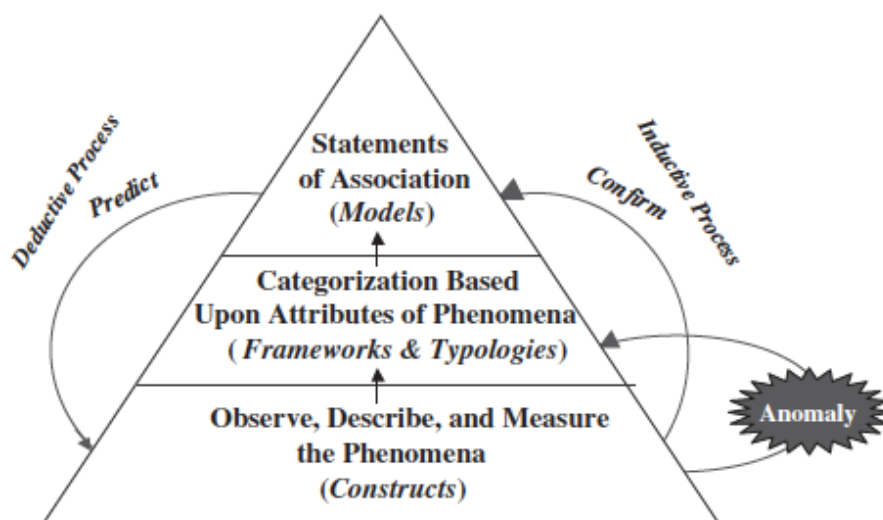 Statements
of Association
(Models)
Categorization Based
Upon Attributes of Phenomena
( Frameworks & Typologies)
Observe, Describe, and Measure
the Phenomena
(Constructs)
Deductive Process
Predict
Inductive Process
Confirm
Anomaly